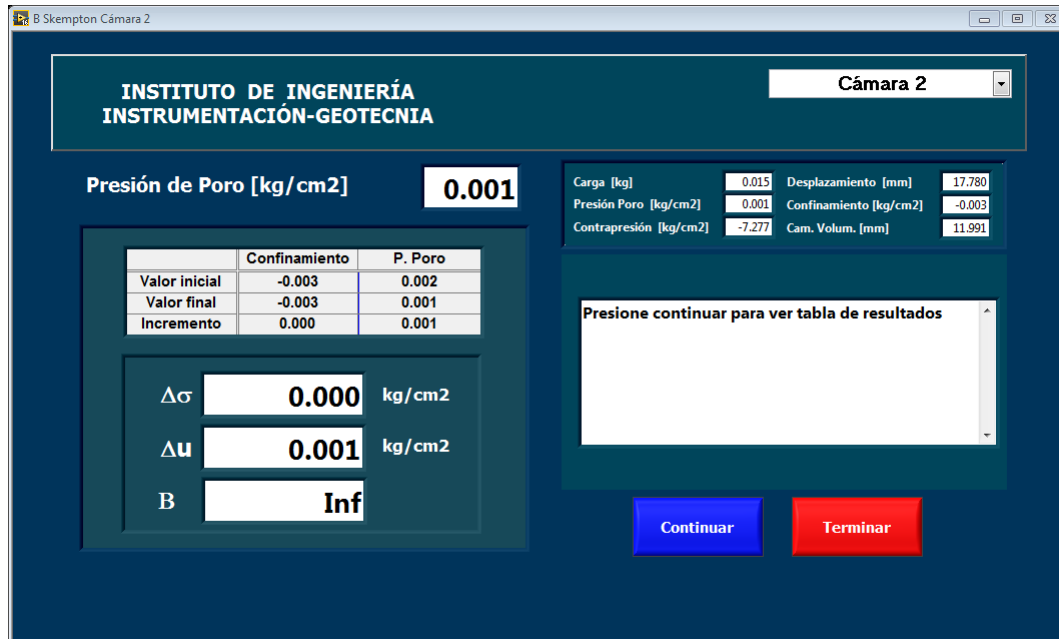 B Skempton Cámara 2
INSTITUTO DE INGENIERÍA
INSTRUMENTACIÓN-GEOTECNIA
Cámara 2
Presión de Poro [kg/cm2] 0.001
Confinamiento P. Poro
Valor inicial -0.003 0.002
Valor final -0.003 0.001
Incremento 0.000 0.001
Δσ 0.000 kg/cm2
Δu 0.001 kg/cm2
B Inf
Carga [kg] 0.015 Desplazamiento [mm] 17.780
Presión Poro [kg/cm2] 0.001 Confinamiento [kg/cm2] -0.003
Contrapresión [kg/cm2] -7.277 Cam. Volum. [mm] 11.991
Presione continuar para ver tabla de resultados
Continuar Terminar